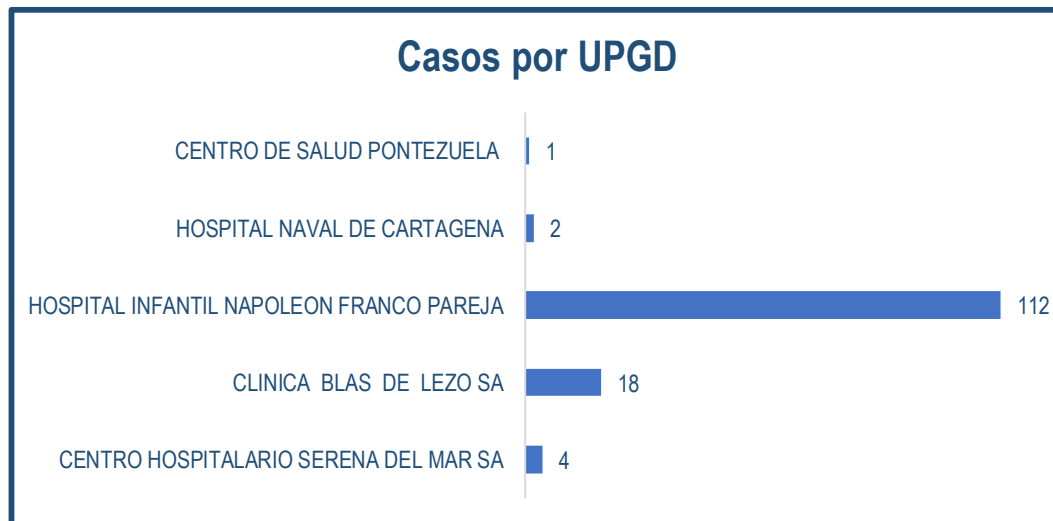 Casos por UPGD
CENTRO DE SALUD PONTEZUELA 1
HOSPITAL NAVAL DE CARTAGENA 2
HOSPITAL INFANTIL NAPOLEON FRANCO PAREJA 112
CLINICA BLAS DE LEZO SA 18
CENTRO HOSPITALARIO SERENA DEL MAR SA 4